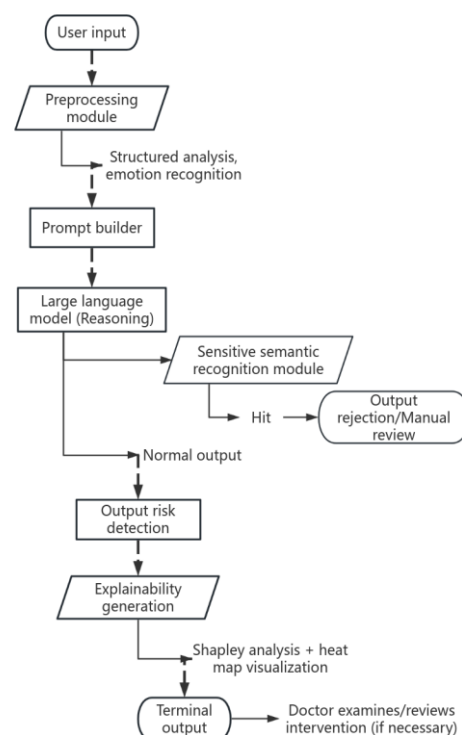 User input
Preprocessing
module
Structured analysis,
emotion recognition
Prompt builder
Large language
model (Reasoning)
Sensitive semantic
recognition module
Hit
Output
rejection/Manual
review
Normal output
Output risk
detection
Explainability
generation
Shapley analysis + heat
map visualization
Terminal
output
Doctor examines/reviews
intervention (if necessary)